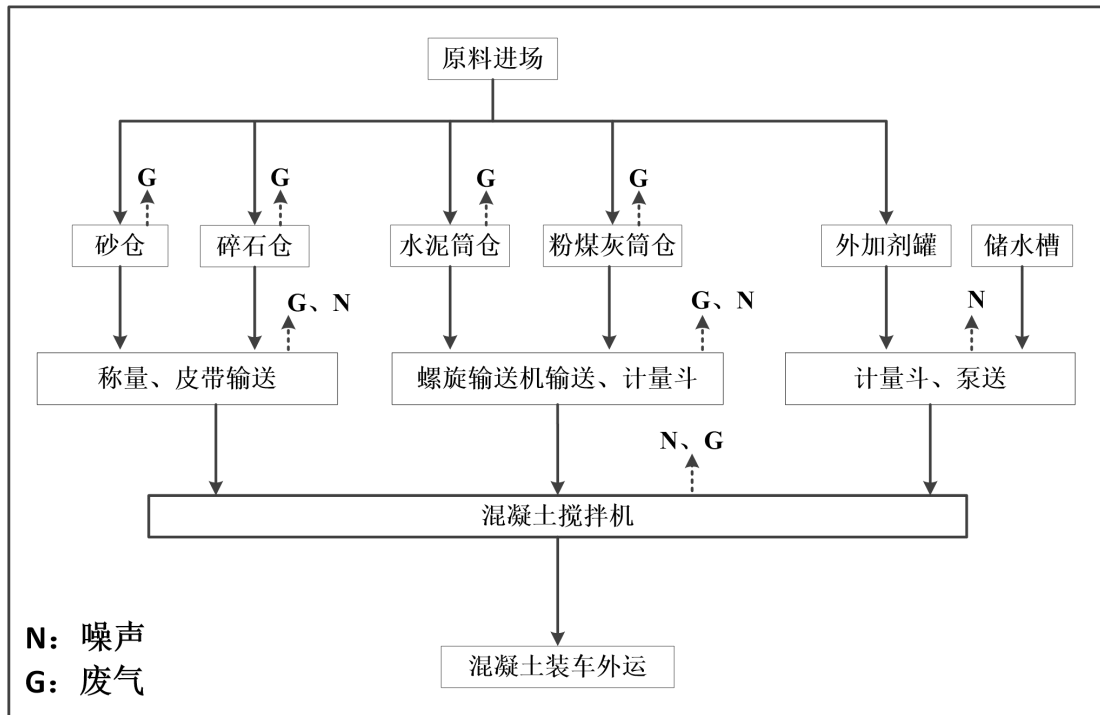 原料进场
G
G
G
G
砂仓
碎石仓
水泥筒仓
粉煤灰筒仓
外加剂罐
储水槽
G、N
G、N
N
称量、皮带输送
螺旋输送机输送、计量斗
计量斗、泵送
N、G
混凝土搅拌机
N：噪声
G：废气
混凝土装车外运